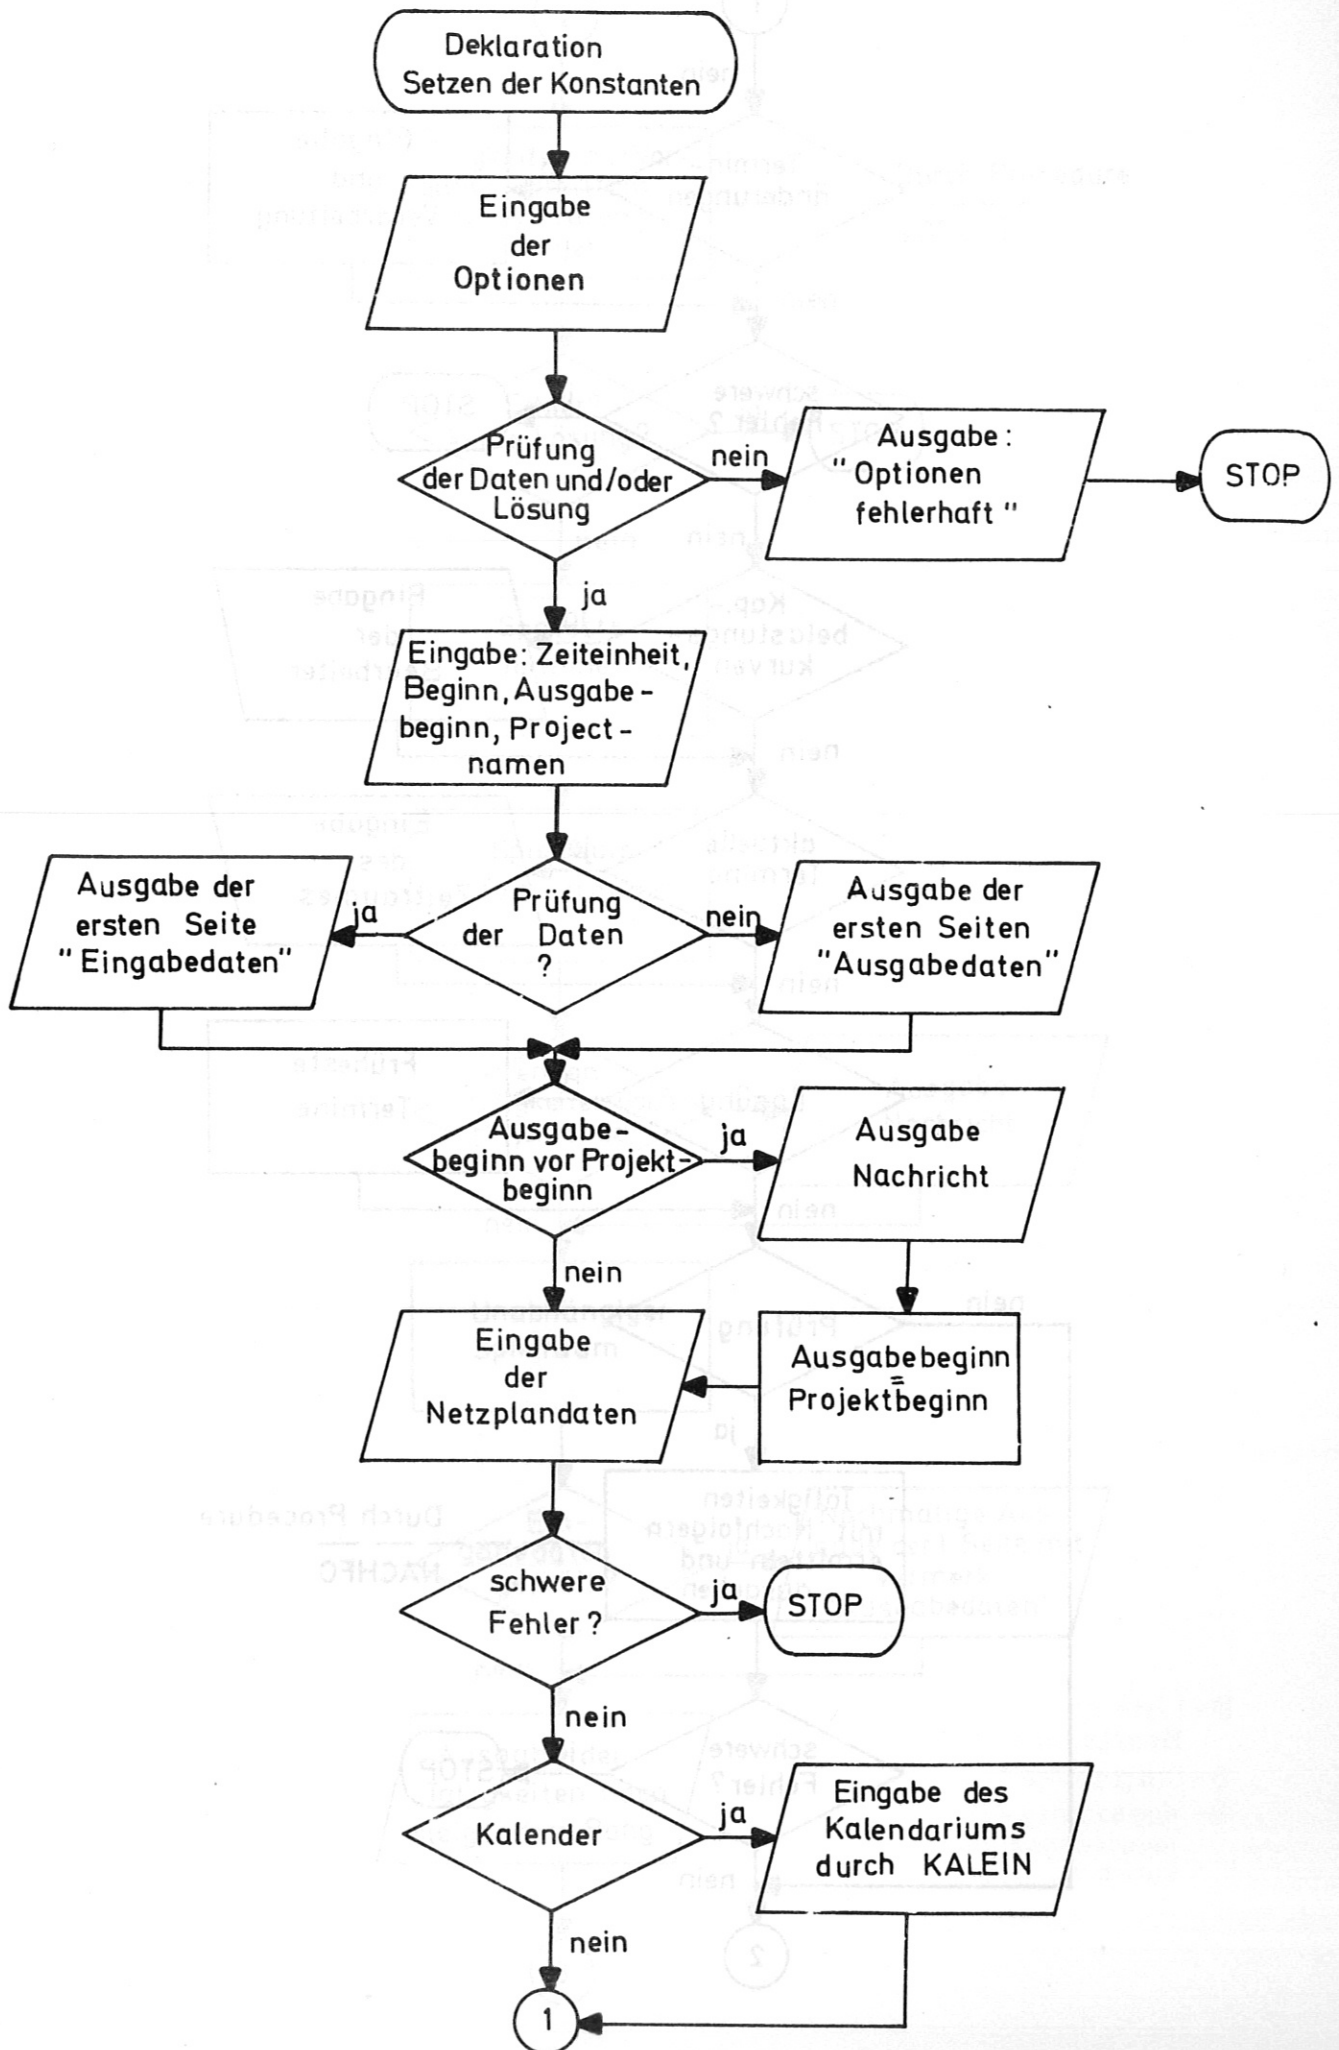 Deklaration
Setzen der Konstanten
Eingabe
der
Optionen
Prüfung
der Daten und/oder
Lösung
nein
Ausgabe:
"Optionen
fehlerhaft"
STOP
ja
Eingabe: Zeiteinheit,
Beginn, Ausgabe-
beginn, Project-
namen
Ausgabe der
ersten Seite
"Eingabedaten"
ja
Prüfung
der Daten
?
nein
Ausgabe der
ersten Seiten
"Ausgabedaten"
Ausgabe-
beginn vor Projekt-
beginn
ja
Ausgabe
Nachricht
nein
Eingabe
der
Netzplandaten
Ausgabebeginn
=
Projektbeginn
schwere
Fehler?
ja
STOP
nein
Kalender
ja
Eingabe des
Kalendariums
durch KALEIN
nein
1